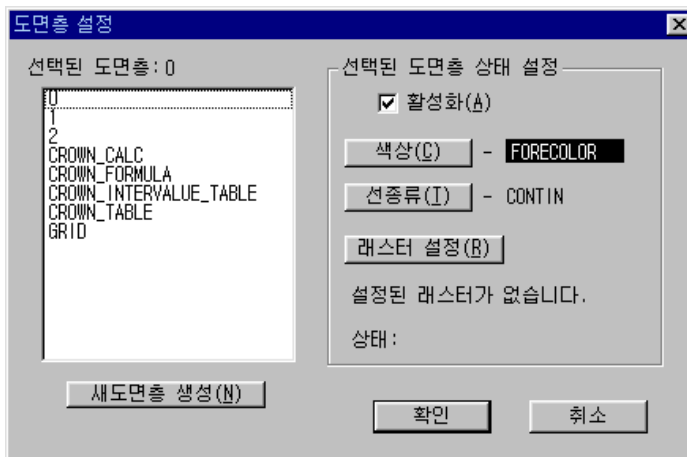 도면층 설정
선택된 도면층: 0
0
1
2
CROWN_CALC
CROWN_FORMULA
CROWN_INTERVALUE_TABLE
CROWN_TABLE
GRID
새도면층 생성(N)
선택된 도면층 상태 설정
활성화(A)
색상(C) - FORECOLOR
선종류(T) - CONTIN
래스터 설정(R)
설정된 래스터가 없습니다.
상태:
확인 취소